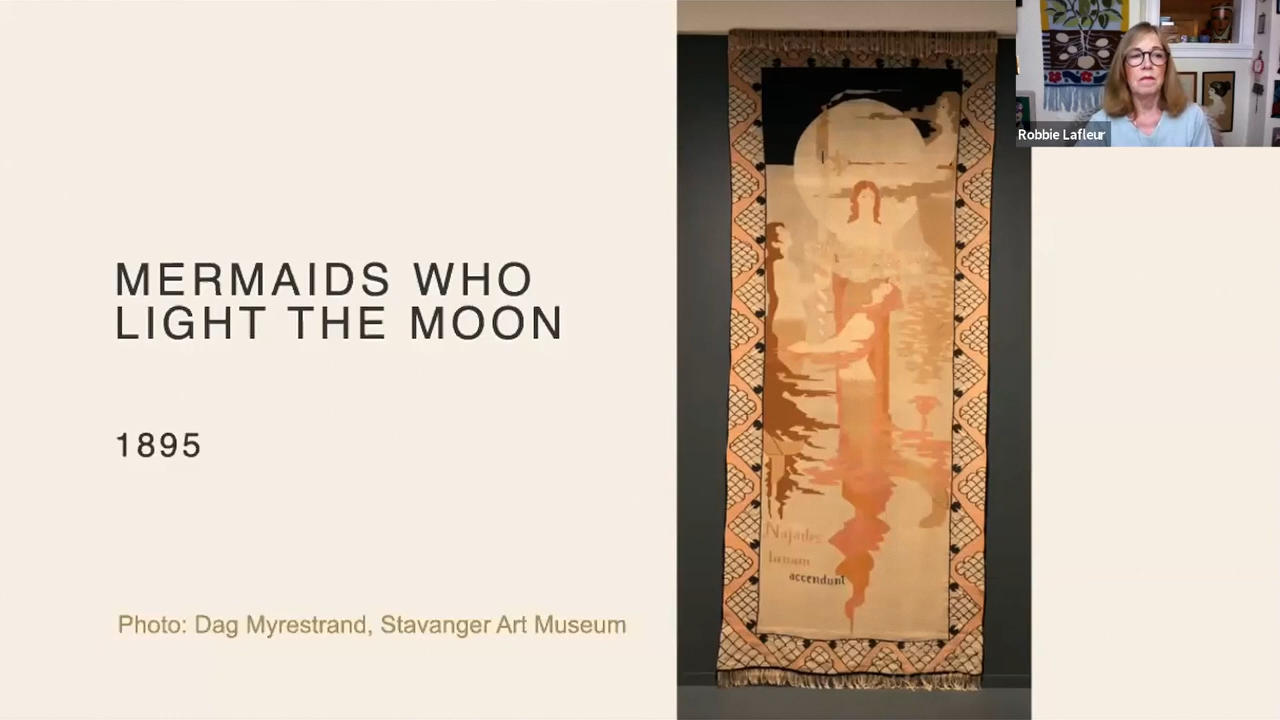 MERMAIDS WHO
LIGHT THE MOON
1895
Photo: Dag Myrestrand, Stavanger Art Museum
Robbie Lafleur
Najades
lunam
accendunt